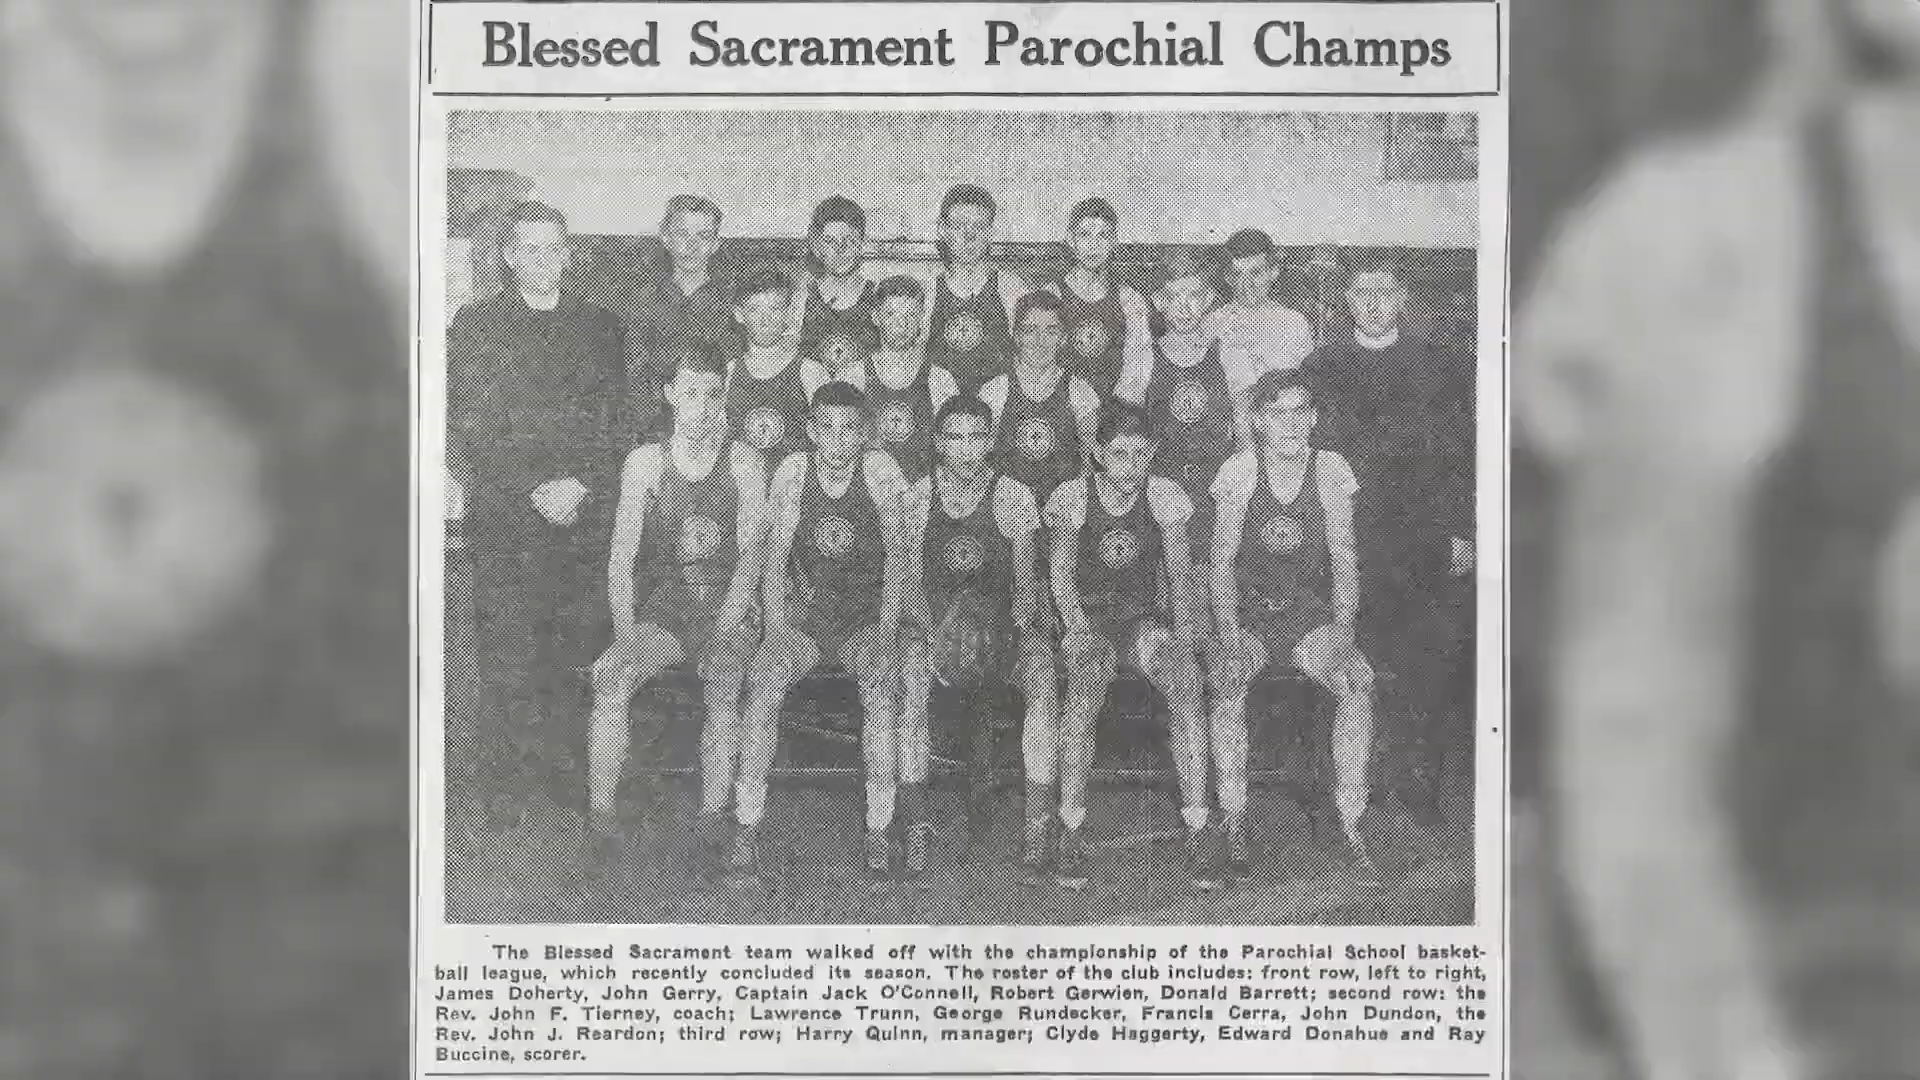 Blessed Sacrament Parochial Champs
The Blessed Sacrament team walked off with the championship of the Parochial School basket-
ball league, which recently concluded its season. The roster of the club includes: front row, left to right,
James Doherty, John Gerry, Captain Jack O'Connell, Robert Gerwien, Donald Barrett; second row: the
Rev. John F. Tierney, coach; Lawrence Trunn, George Rundecker, Francis Cerra, John Dundon, the
Rev. John J. Reardon; third row; Harry Quinn, manager; Clyde Haggerty, Edward Donahue and Ray
Buccine, scorer.